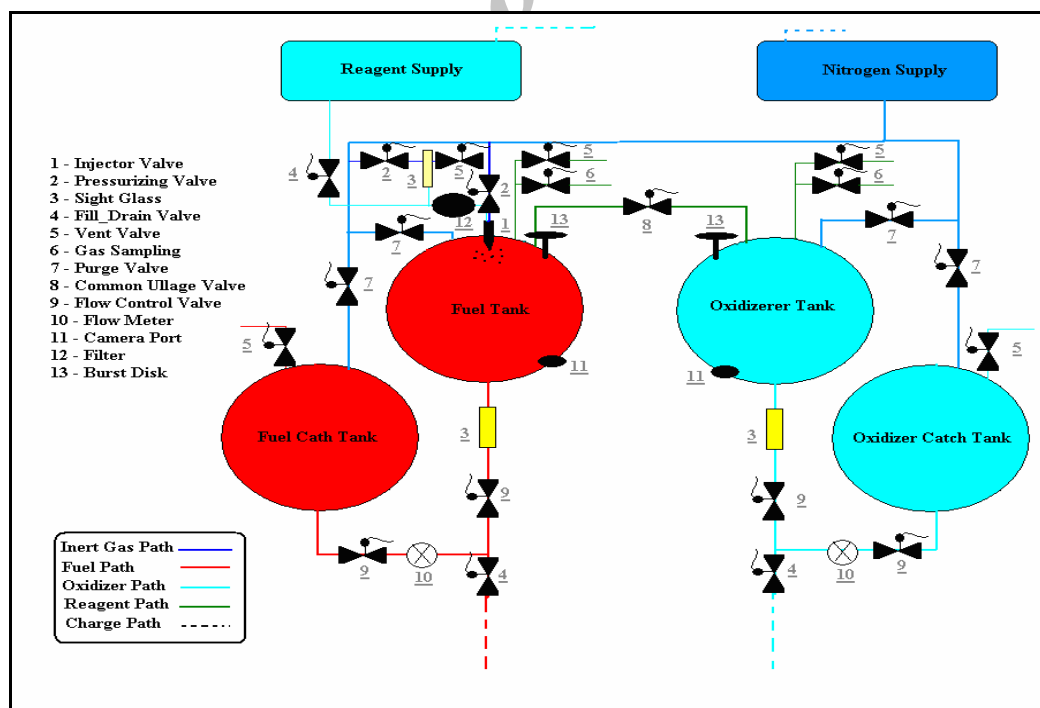 Reagent Supply
Nitrogen Supply
1 - Injector Valve
2 - Pressurizing Valve
3 - Sight Glass
4 - Fill_Drain Valve
5 - Vent Valve
6 - Gas Sampling
7 - Purge Valve
8 - Common Ullage Valve
9 - Flow Control Valve
10 - Flow Meter
11 - Camera Port
12 - Filter
13 - Burst Disk
4
2
3
5
2
5
6
5
6
12
1
13
8
13
7
7
7
7
Fuel Tank
Oxidizerer Tank
5
5
11
11
Fuel Cath Tank
3
3
Oxidizer Catch Tank
9
9
9
10
4
4
10
9
Inert Gas Path
Fuel Path
Oxidizer Path
Reagent Path
Charge Path